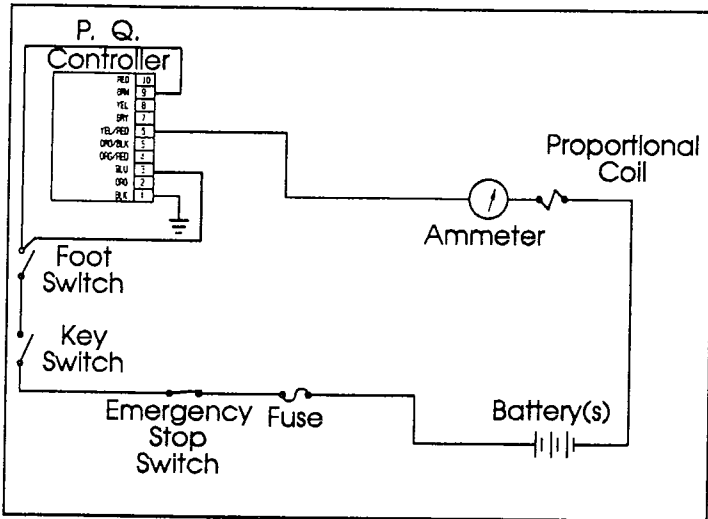 P. Q.
Controller
RED 10
BRN 9
YEL 8
GRY 7
YEL/RED 6
ORG/BLK 5
ORG/RED 4
BLU 3
ORG 2
BLK 1
Proportional
Coil
Ammeter
Foot
Switch
Key
Switch
Emergency
Stop
Switch
Fuse
Battery(s)